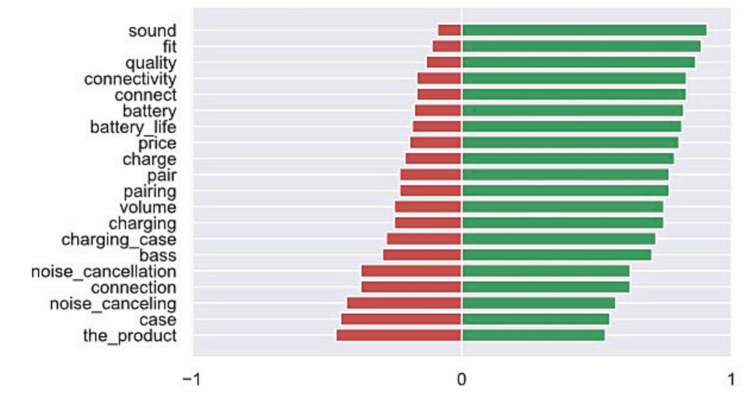 sound
fit
quality
connectivity
connect
battery
battery_life
price
charge
pair
pairing
volume
charging
charging_case
bass
noise_cancellation
connection
noise_canceling
case
the_product
−1 0 1